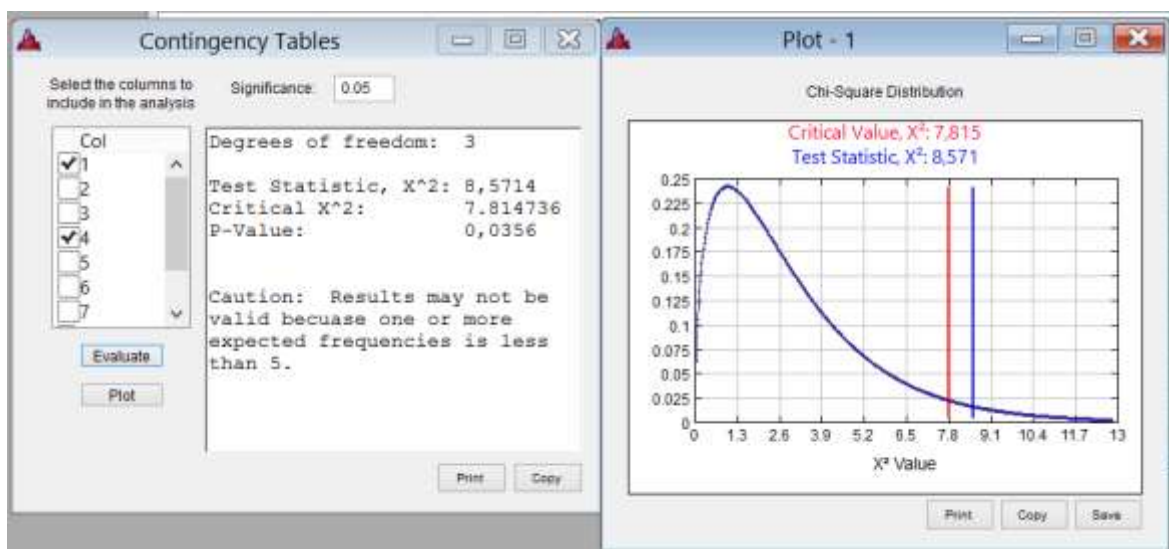 Contingency Tables
Select the columns to
include in the analysis
Significance: 0.05
Col
1
2
3
4
5
6
7
Evaluate
Plot
Degrees of freedom: 3
Test Statistic, X^2: 8,5714
Critical X^2: 7.814736
P-Value: 0,0356
Caution: Results may not be
valid becuase one or more
expected frequencies is less
than 5.
Print Copy
Plot - 1
Chi-Square Distribution
Critical Value, X²: 7,815
Test Statistic, X²: 8,571
0.25
0.225
0.2
0.175
0.15
0.125
0.1
0.075
0.05
0.025
0
0 1.3 2.6 3.9 5.2 6.5 7.8 9.1 10.4 11.7 13
X² Value
Print Copy Save